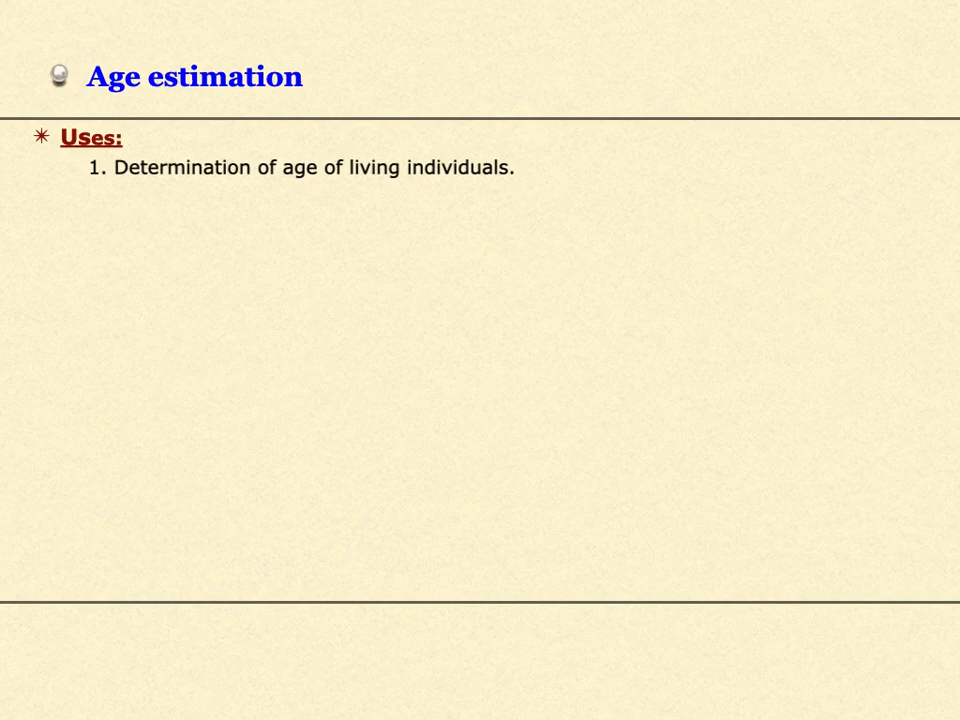 Age estimation
Uses:
1. Determination of age of living individuals.